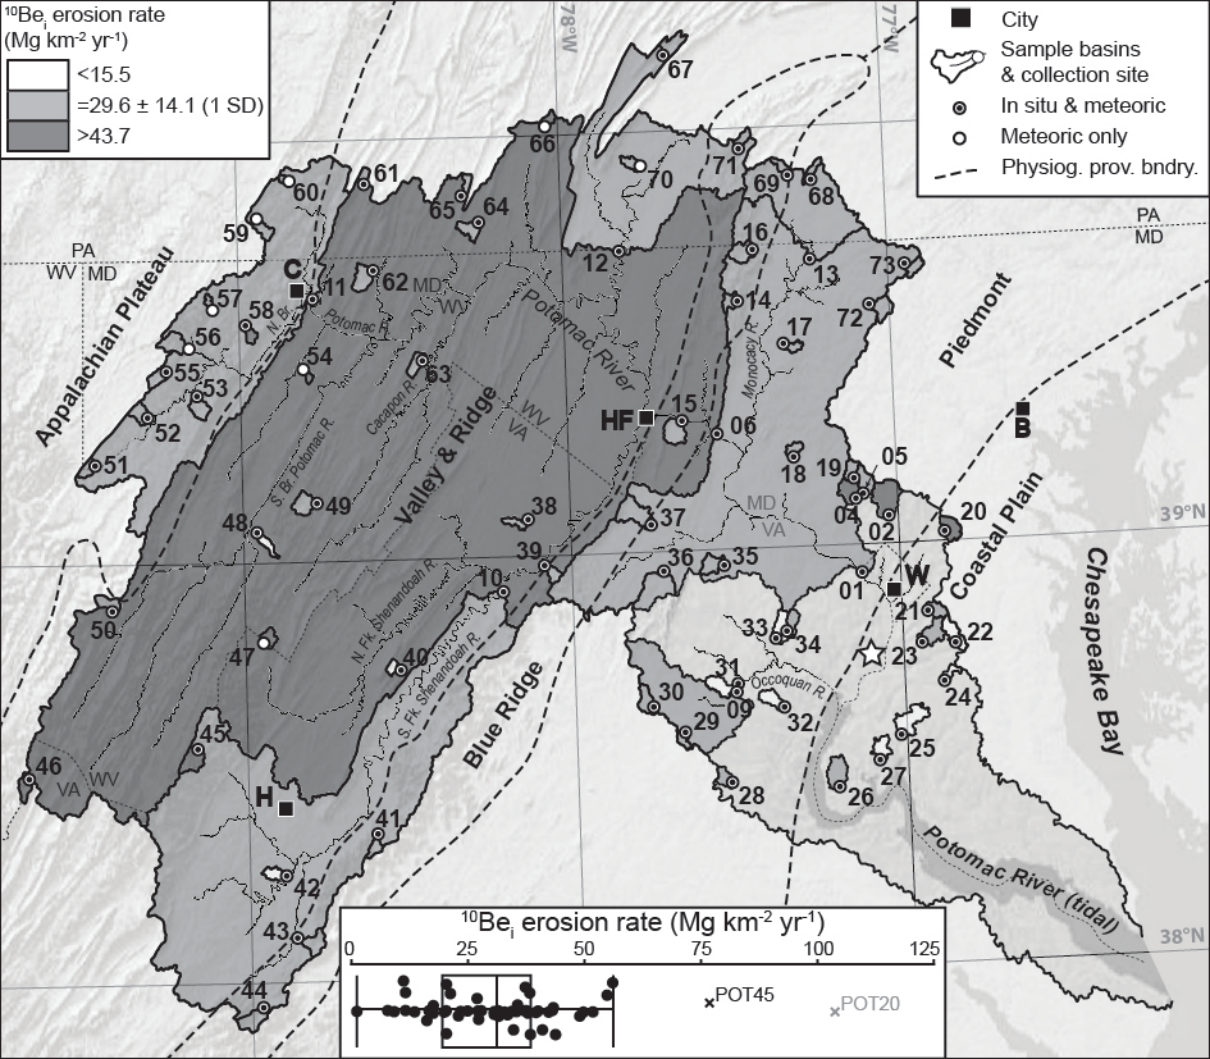 ¹⁰Beᵢ erosion rate
(Mg km⁻² yr⁻¹)
<15.5
=29.6 ± 14.1 (1 SD)
>43.7
78°W
77°W
City
Sample basins
& collection site
In situ & meteoric
Meteoric only
Physiog. prov. bndry.
67
66
61
60
70
71
69
68
65
64
59
PA
MD
PA
WV
MD
C
11
62
MD
WV
12
16
13
73
57
58
N. Br.
Potomac R.
Potomac River
14
72
56
54
17
55
53
63
Monocacy R.
Piedmont
Appalachian Plateau
Cacapon R.
52
WV
VA
HF
15
06
B
51
S. Br. Potomac R.
Valley & Ridge
18
19
05
49
04
02
20
39°N
48
38
37
MD
VA
Coastal Plain
39
36
35
01
W
10
50
N. Fk. Shenandoah R.
21
22
47
33
34
23
40
S. Fk. Shenandoah R.
31
Occoquan R.
24
Chesapeake Bay
30
09
32
Blue Ridge
29
25
45
27
46
VA
WV
28
26
H
41
Potomac River (tidal)
42
43
38°N
44
¹⁰Beᵢ erosion rate (Mg km⁻² yr⁻¹)
0 25 50 75 100 125
POT45
POT20